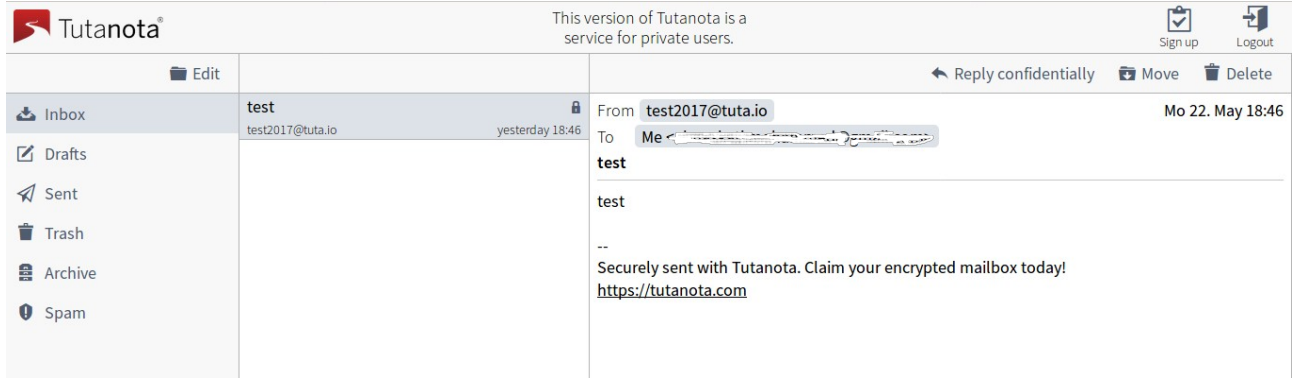 Tutanota®
This version of Tutanota is a
service for private users.
Sign up
Logout
Edit
Reply confidentially
Move
Delete
Inbox
Drafts
Sent
Trash
Archive
Spam
test
test2017@tuta.io yesterday 18:46
From test2017@tuta.io Mo 22. May 18:46
To Me
test
test
--
Securely sent with Tutanota. Claim your encrypted mailbox today!
https://tutanota.com